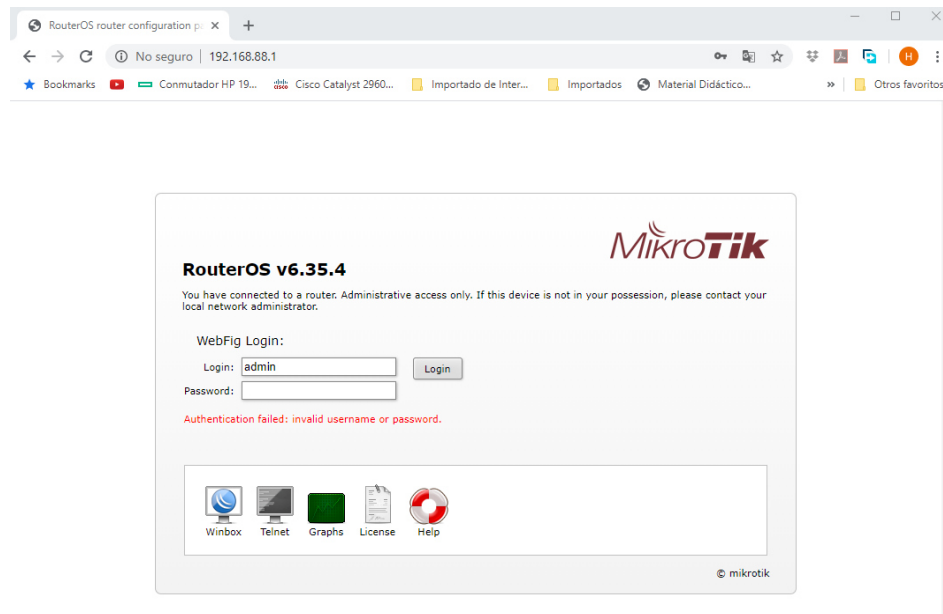 RouterOS router configuration pa
No seguro | 192.168.88.1
Bookmarks
Conmutador HP 19...
Cisco Catalyst 2960...
Importado de Inter...
Importados
Material Didáctico...
»
Otros favoritos
MikroTik
RouterOS v6.35.4
You have connected to a router. Administrative access only. If this device is not in your possession, please contact your
local network administrator.
WebFig Login:
Login: admin
Login
Password:
Authentication failed: invalid username or password.
Winbox
Telnet
Graphs
License
Help
© mikrotik